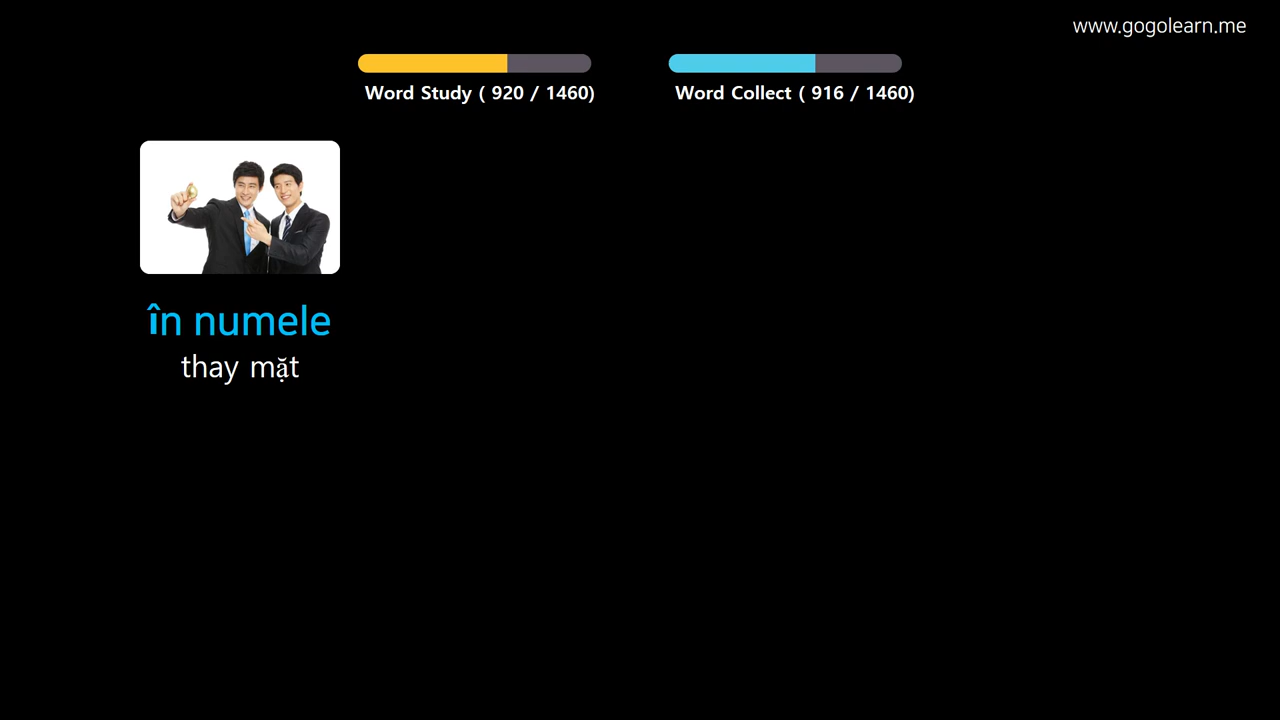 www.gogolearn.me
Word Study ( 920 / 1460)
Word Collect ( 916 / 1460)
în numele
thay mặt